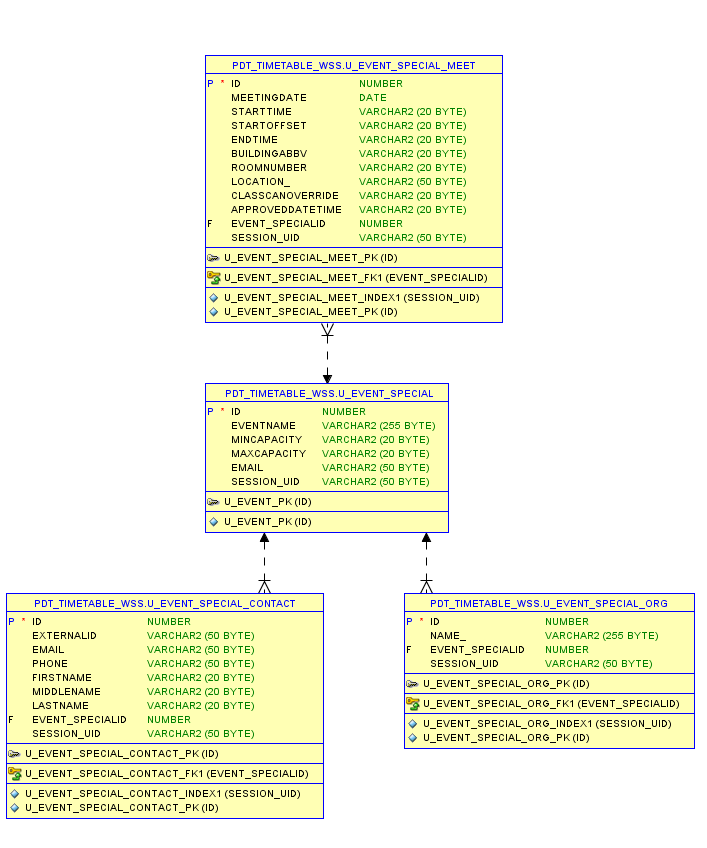 PDT_TIMETABLE_WSS.U_EVENT_SPECIAL_MEET
P * ID NUMBER
MEETINGDATE DATE
STARTTIME VARCHAR2 (20 BYTE)
STARTOFFSET VARCHAR2 (20 BYTE)
ENDTIME VARCHAR2 (20 BYTE)
BUILDINGABBV VARCHAR2 (20 BYTE)
ROOMNUMBER VARCHAR2 (20 BYTE)
LOCATION_ VARCHAR2 (50 BYTE)
CLASSCANOVERRIDE VARCHAR2 (20 BYTE)
APPROVEDDATETIME VARCHAR2 (20 BYTE)
F EVENT_SPECIALID NUMBER
SESSION_UID VARCHAR2 (50 BYTE)
U_EVENT_SPECIAL_MEET_PK (ID)
U_EVENT_SPECIAL_MEET_FK1 (EVENT_SPECIALID)
U_EVENT_SPECIAL_MEET_INDEX1 (SESSION_UID)
U_EVENT_SPECIAL_MEET_PK (ID)
PDT_TIMETABLE_WSS.U_EVENT_SPECIAL
P * ID NUMBER
EVENTNAME VARCHAR2 (255 BYTE)
MINCAPACITY VARCHAR2 (20 BYTE)
MAXCAPACITY VARCHAR2 (20 BYTE)
EMAIL VARCHAR2 (50 BYTE)
SESSION_UID VARCHAR2 (50 BYTE)
U_EVENT_PK (ID)
U_EVENT_PK (ID)
PDT_TIMETABLE_WSS.U_EVENT_SPECIAL_CONTACT
P * ID NUMBER
EXTERNALID VARCHAR2 (50 BYTE)
EMAIL VARCHAR2 (50 BYTE)
PHONE VARCHAR2 (50 BYTE)
FIRSTNAME VARCHAR2 (20 BYTE)
MIDDLENAME VARCHAR2 (20 BYTE)
LASTNAME VARCHAR2 (20 BYTE)
F EVENT_SPECIALID NUMBER
SESSION_UID VARCHAR2 (50 BYTE)
U_EVENT_SPECIAL_CONTACT_PK (ID)
U_EVENT_SPECIAL_CONTACT_FK1 (EVENT_SPECIALID)
U_EVENT_SPECIAL_CONTACT_INDEX1 (SESSION_UID)
U_EVENT_SPECIAL_CONTACT_PK (ID)
PDT_TIMETABLE_WSS.U_EVENT_SPECIAL_ORG
P * ID NUMBER
NAME_ VARCHAR2 (255 BYTE)
F EVENT_SPECIALID NUMBER
SESSION_UID VARCHAR2 (50 BYTE)
U_EVENT_SPECIAL_ORG_PK (ID)
U_EVENT_SPECIAL_ORG_FK1 (EVENT_SPECIALID)
U_EVENT_SPECIAL_ORG_INDEX1 (SESSION_UID)
U_EVENT_SPECIAL_ORG_PK (ID)